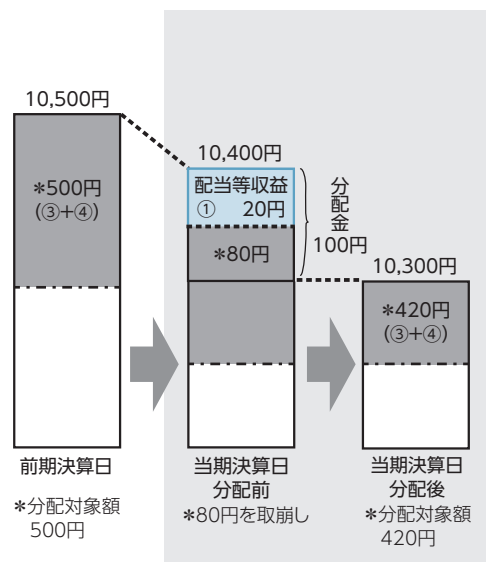 10,500円
＊500円
(③＋④)
前期決算日
＊分配対象額
500円
10,400円
配当等収益
① 20円
＊80円
分配金
100円
当期決算日
分配前
＊80円を取崩し
10,300円
＊420円
(③＋④)
当期決算日
分配後
＊分配対象額
420円